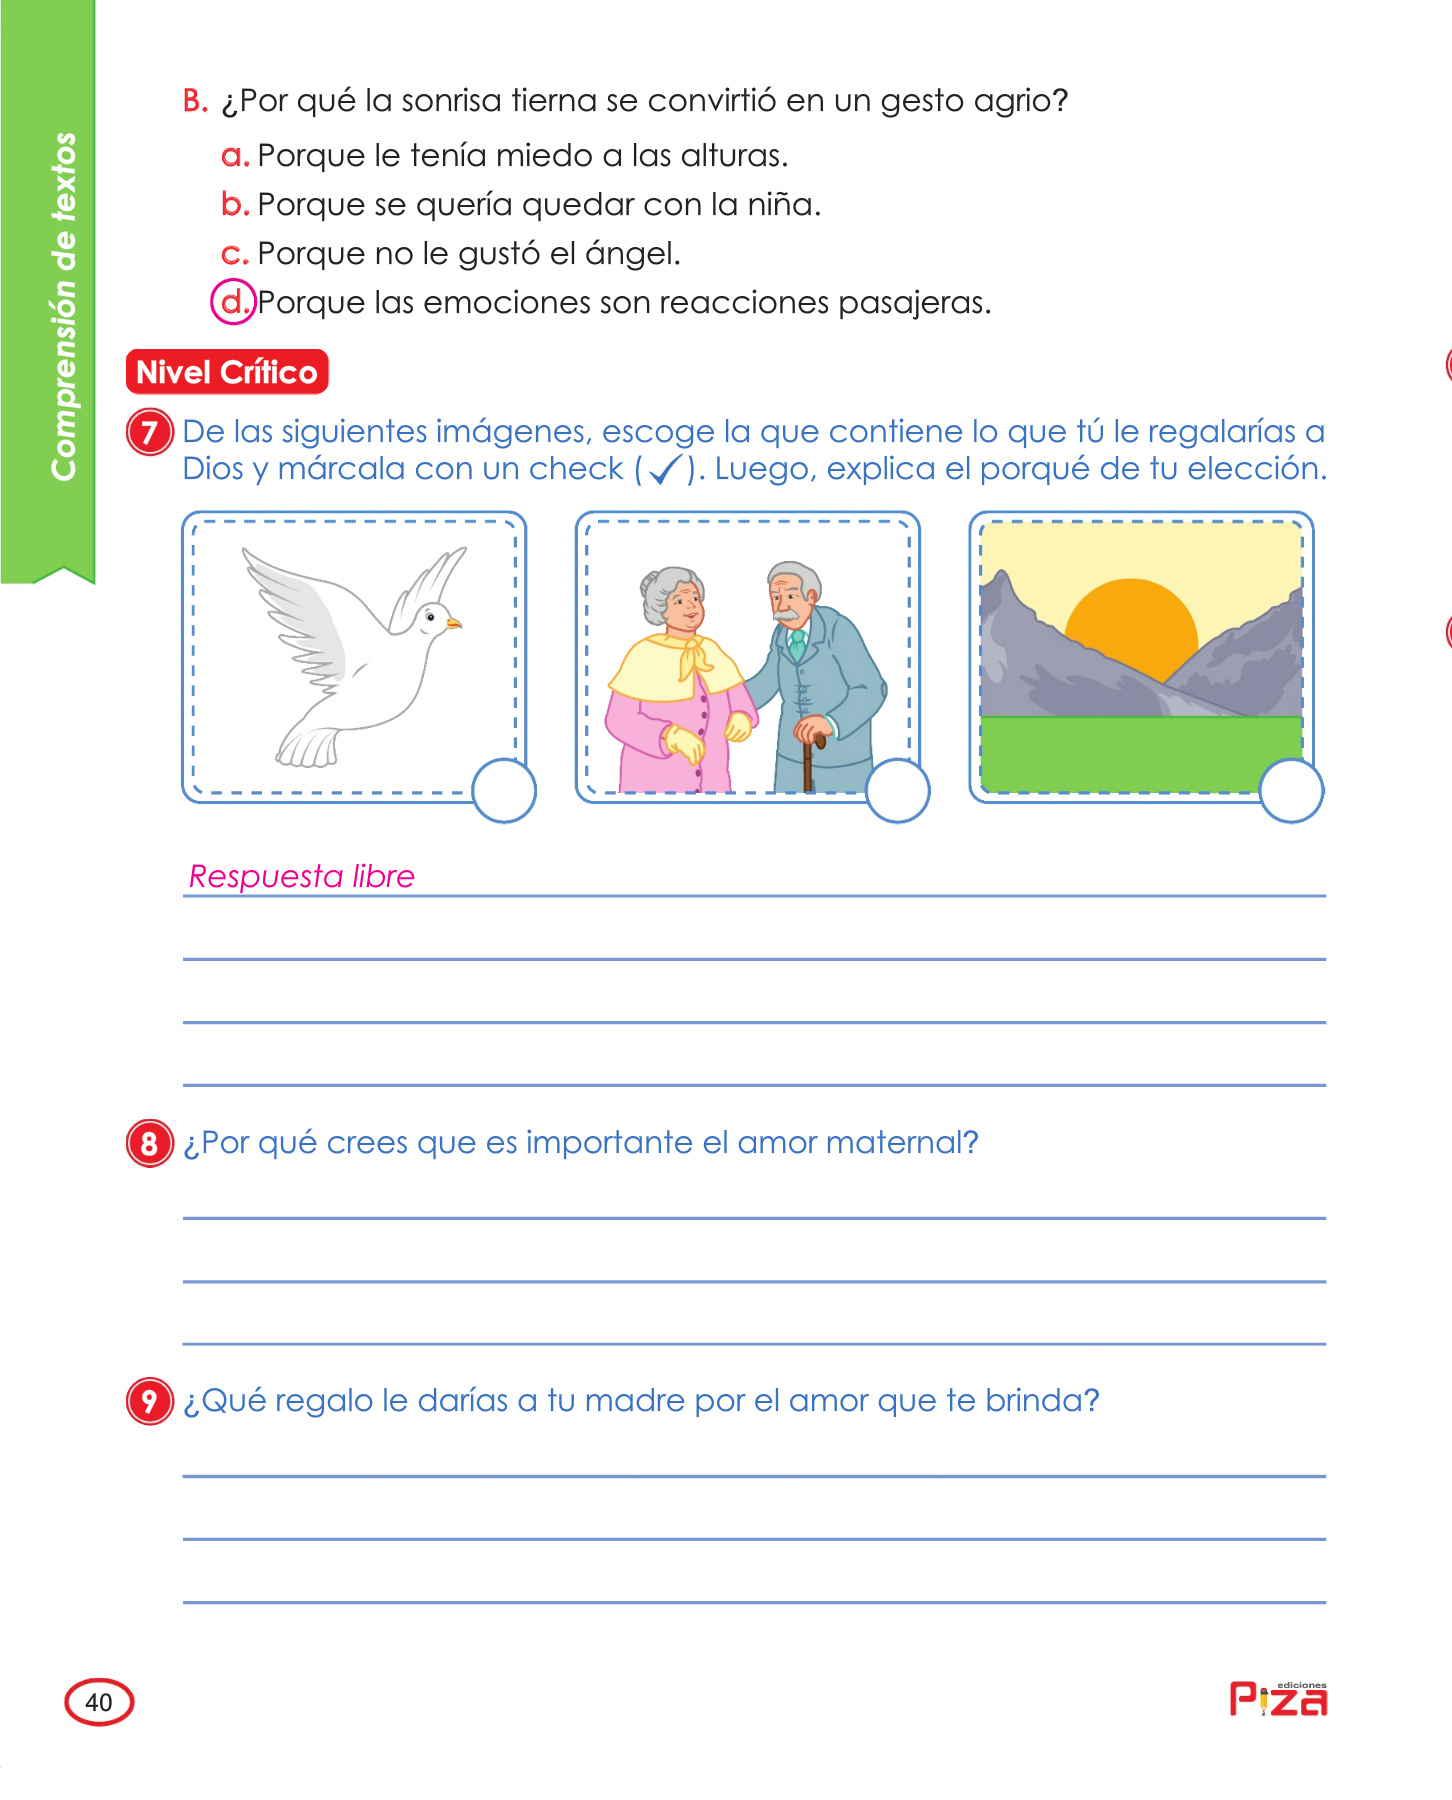 Comprensión de textos
B. ¿Por qué la sonrisa tierna se convirtió en un gesto agrio?
a. Porque le tenía miedo a las alturas.
b. Porque se quería quedar con la niña.
c. Porque no le gustó el ángel.
d. Porque las emociones son reacciones pasajeras.
Nivel Crítico
7 De las siguientes imágenes, escoge la que contiene lo que tú le regalarías a
Dios y márcala con un check (✓). Luego, explica el porqué de tu elección.
Respuesta libre
8 ¿Por qué crees que es importante el amor maternal?
9 ¿Qué regalo le darías a tu madre por el amor que te brinda?
40
ediciones
Piza